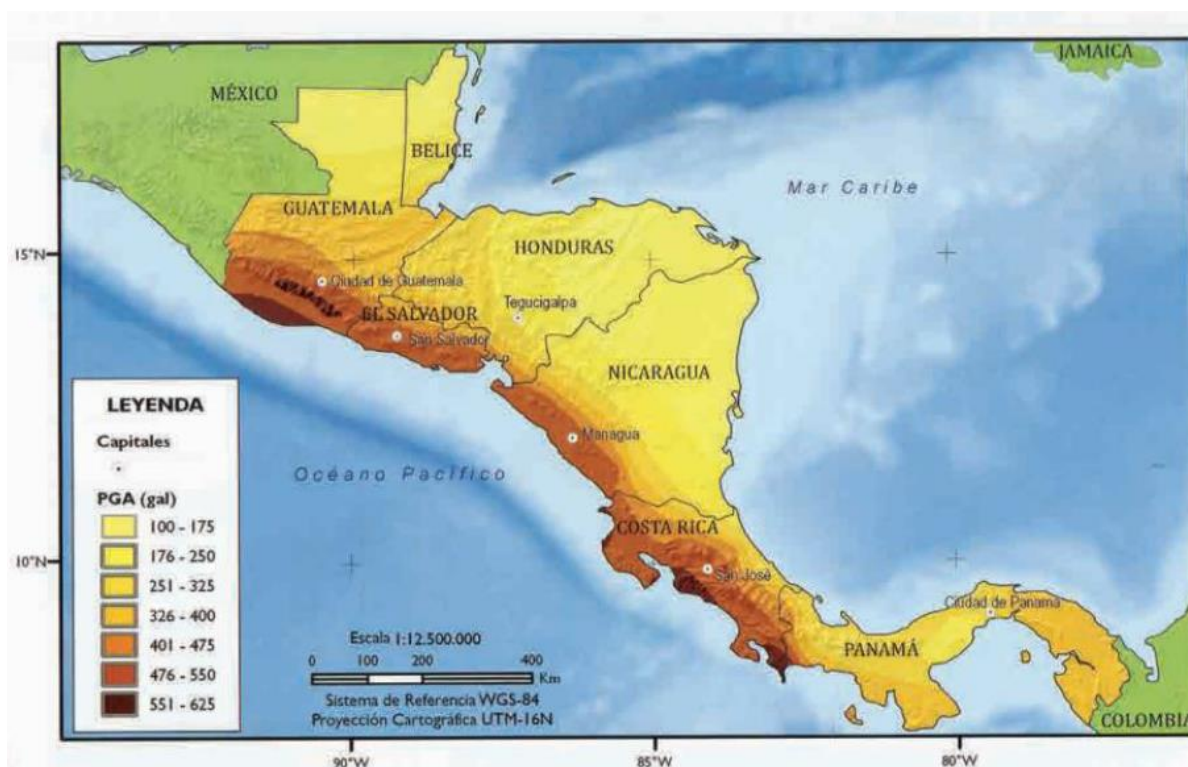 JAMAICA
MÉXICO
BELICE
Mar Caribe
GUATEMALA
HONDURAS
15°N
Ciudad de Guatemala
EL SALVADOR
Tegucigalpa
San Salvador
NICARAGUA
LEYENDA
Capitales
Managua
Océano Pacífico
PGA (gal)
100 - 175
176 - 250
251 - 325
326 - 400
401 - 475
476 - 550
551 - 625
COSTA RICA
10°N
San José
Ciudad de Panama
PANAMÁ
Escala 1:12.500.000
0 100 200 400
Km
Sistema de Referencia WGS-84
Proyección Cartográfica UTM-16N
COLOMBIA
90°W 85°W 80°W